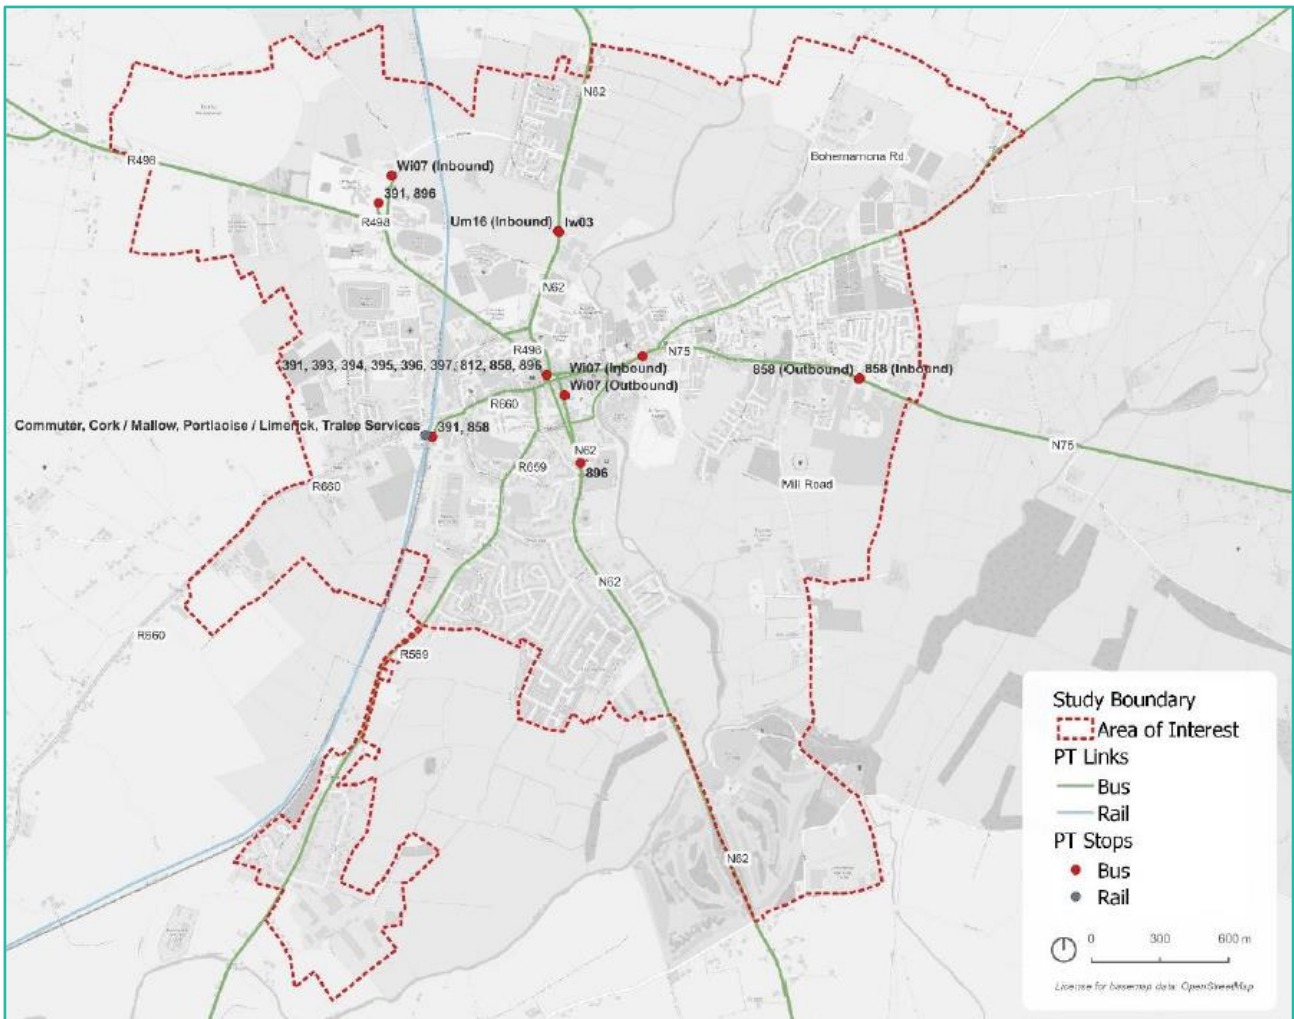 N62
Bohernamona Rd.
R498
Wi07 (Inbound)
391, 896
R498
Um16 (Inbound)
Iw03
N62
R498
N75
391, 393, 394, 395, 396, 397, 812, 858, 896
Wi07 (Inbound)
858 (Outbound)
858 (Inbound)
Wi07 (Outbound)
R660
Commuter, Cork / Mallow, Portlaoise / Limerick, Tralee Services
391, 858
N62
N75
R659
896
R660
Mill Road
N62
R660
R569
N62
Study Boundary
Area of Interest
PT Links
Bus
Rail
PT Stops
Bus
Rail
0 300 600 m
License for basemap data: OpenStreetMap